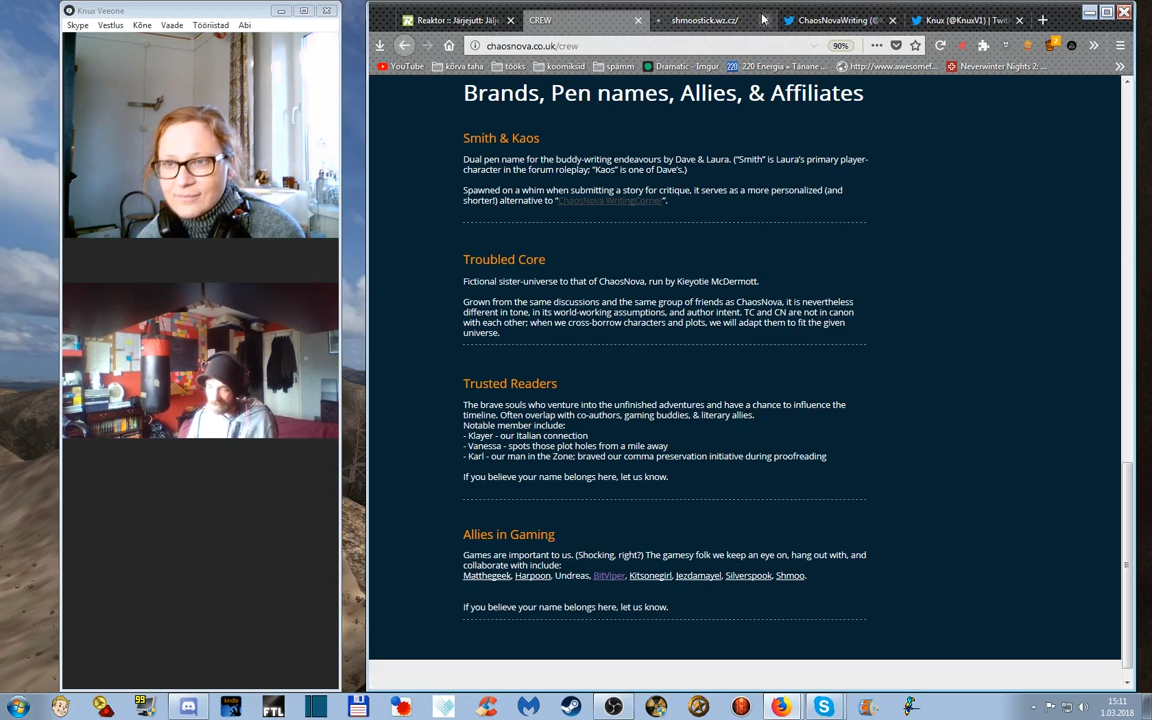 Knux Veeone
Skype Vestlus Kõne Vaade Tööriistad Abi
Reaktor :: Järjejutt: Jälj
CREW
shmoostick.wz.cz/
ChaosNovaWriting (@
Knux (@KnuxV1) | Twit
chaosnova.co.uk/crew
90%
YouTube kõrva taha tööks koomiksid spämm Dramatic - Imgur 220 Energia » Tänane ... http://www.awesomef... Neverwinter Nights 2: ...
Brands, Pen names, Allies, & Affiliates
Smith & Kaos
Dual pen name for the buddy-writing endeavours by Dave & Laura. ("Smith" is Laura's primary player-
character in the forum roleplay; "Kaos" is one of Dave's.)
Spawned on a whim when submitting a story for critique, it serves as a more personalized (and
shorter!) alternative to "ChaosNova WritingCorner".
Troubled Core
Fictional sister-universe to that of ChaosNova, run by Kieyotie McDermott.
Grown from the same discussions and the same group of friends as ChaosNova, it is nevertheless
different in tone, in its world-working assumptions, and author intent. TC and CN are not in canon
with each other; when we cross-borrow characters and plots, we will adapt them to fit the given
universe.
Trusted Readers
The brave souls who venture into the unfinished adventures and have a chance to influence the
timeline. Often overlap with co-authors, gaming buddies, & literary allies.
Notable member include:
- Klayer - our Italian connection
- Vanessa - spots those plot holes from a mile away
- Karl - our man in the Zone; braved our comma preservation initiative during proofreading
If you believe your name belongs here, let us know.
Allies in Gaming
Games are important to us. (Shocking, right?) The gamesy folk we keep an eye on, hang out with, and
collaborate with include:
Matthegeek, Harpoon, Undreas, BitViper, Kitsonegirl, Jezdamayel, Silverspook, Shmoo.
If you believe your name belongs here, let us know.
99
kindle
FTL
15:11
1.03.2018